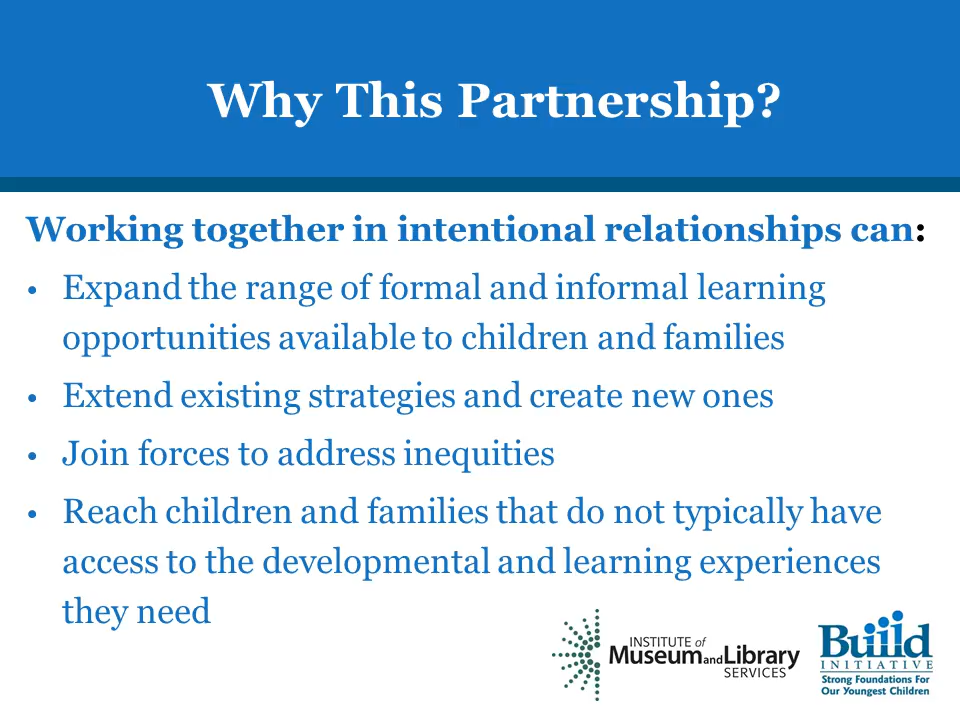 Why This Partnership?
Working together in intentional relationships can:
• Expand the range of formal and informal learning
opportunities available to children and families
• Extend existing strategies and create new ones
• Join forces to address inequities
• Reach children and families that do not typically have
access to the developmental and learning experiences
they need
INSTITUTE of
Museum and Library
SERVICES
Build
INITIATIVE
Strong Foundations For
Our Youngest Children